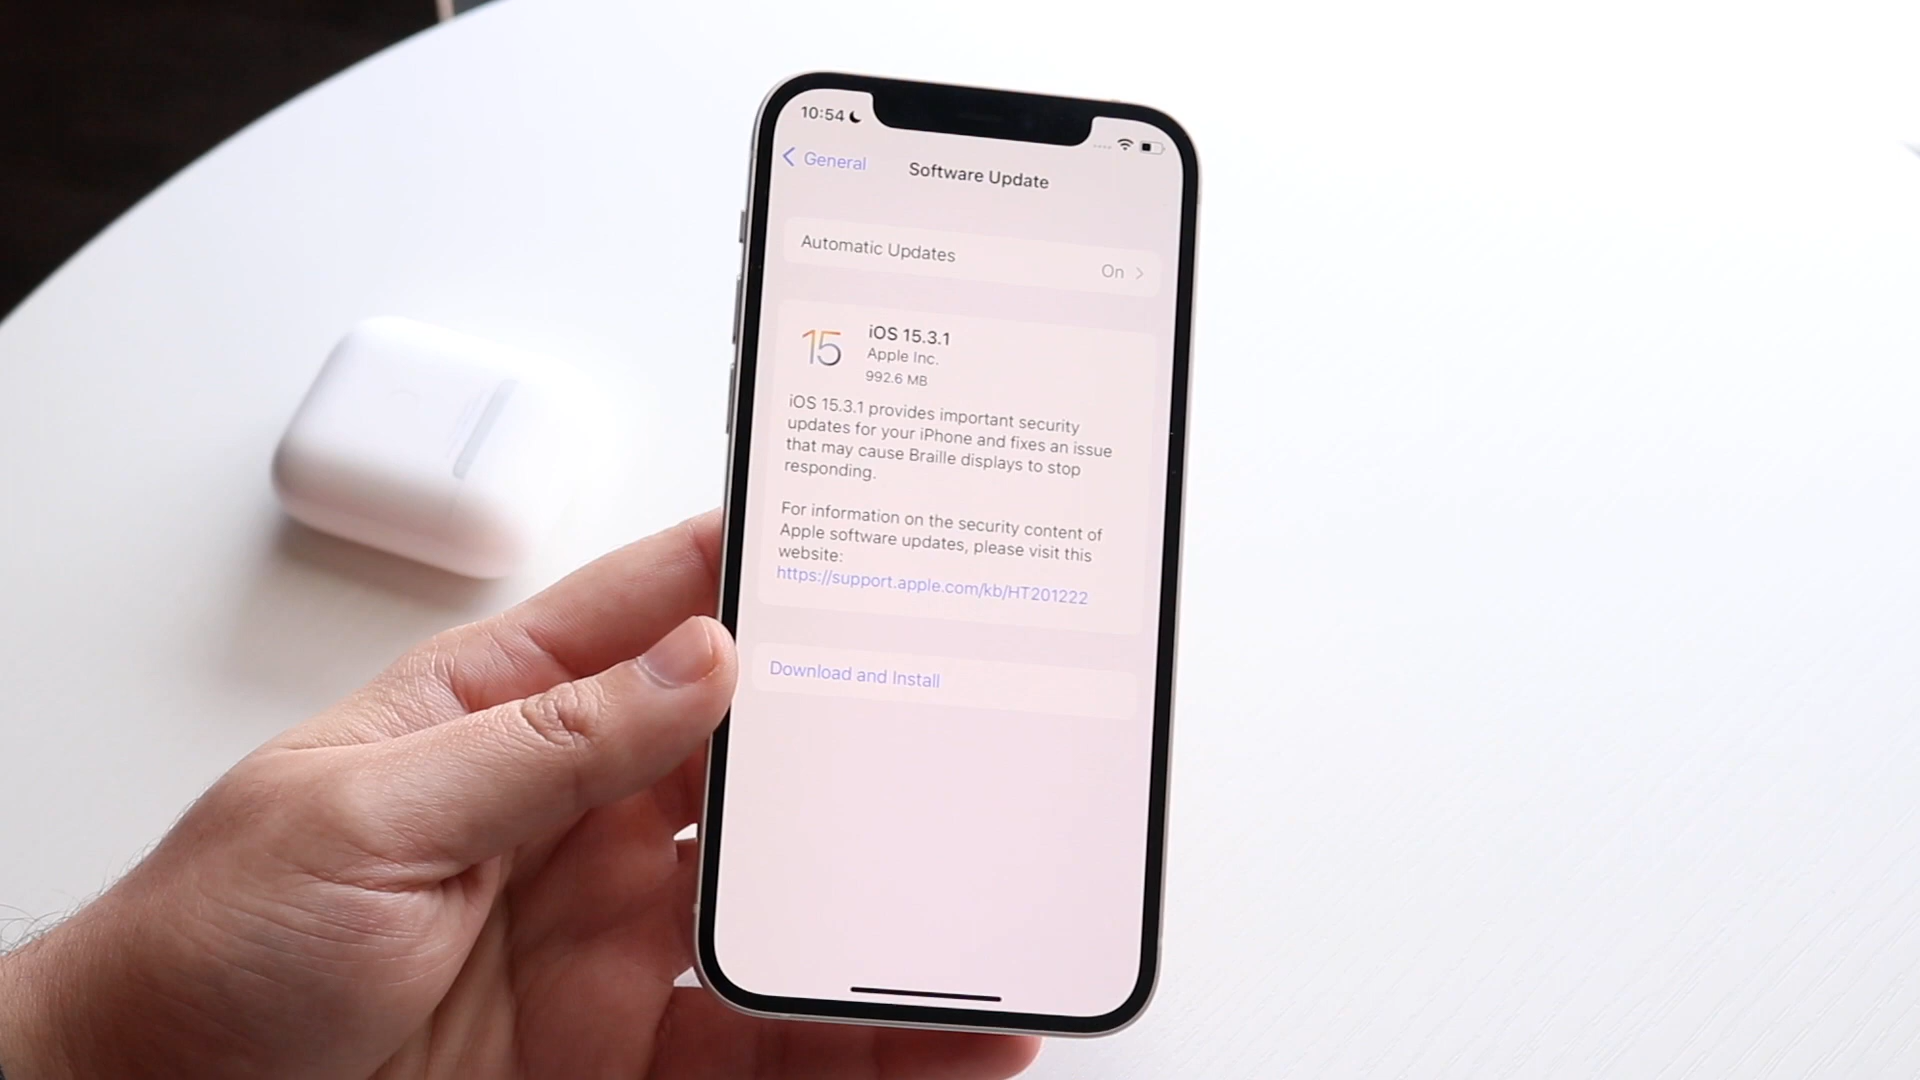 10:54
General
Software Update
Automatic Updates
On
15
iOS 15.3.1
Apple Inc.
992.6 MB
iOS 15.3.1 provides important security
updates for your iPhone and fixes an issue
that may cause Braille displays to stop
responding.
For information on the security content of
Apple software updates, please visit this
website:
https://support.apple.com/kb/HT201222
Download and Install